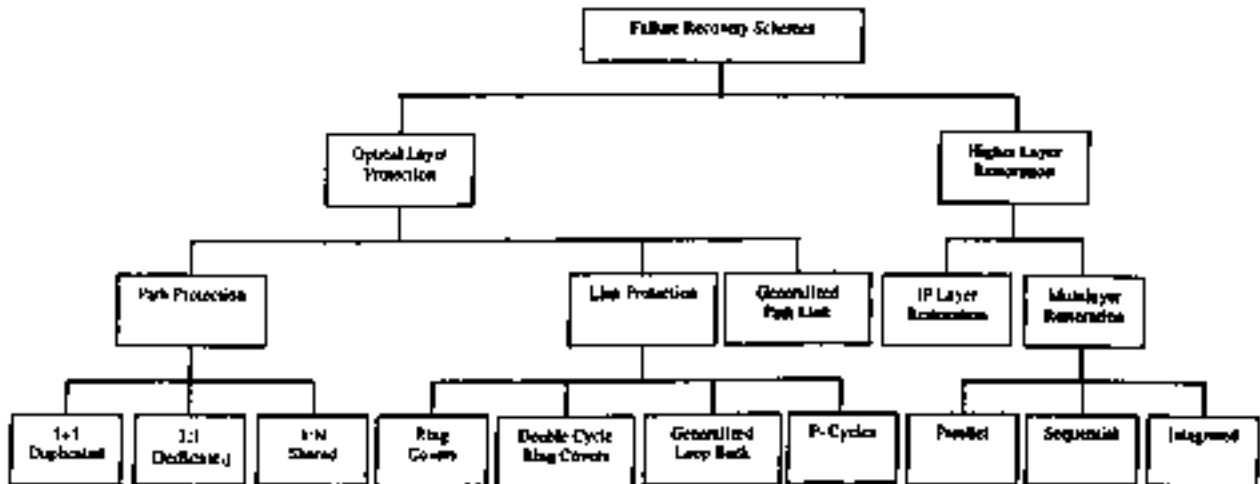 Failure Recovery Schemes
Optical Layer
Protection
Higher Layer
Restoration
Path Protection
Link Protection
Generalized
Path Link
IP Layer
Restoration
Multilayer
Restoration
1+1
Duplicated
1:1
Dedicated
1:N
Shared
Ring
Covers
Double Cycle
Ring Covers
Generalized
Loop Back
P- Cycles
Parallel
Sequential
Integrated